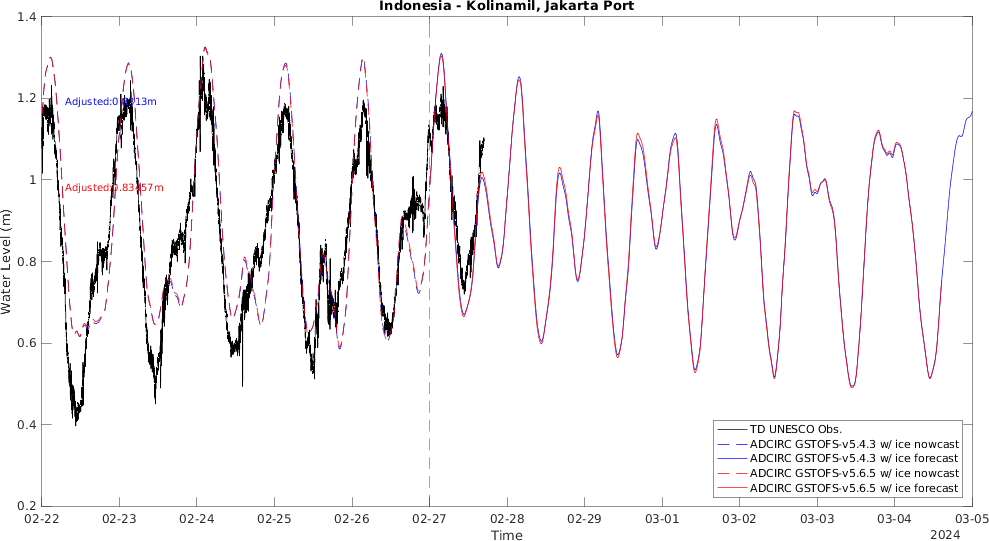 Indonesia - Kolinamil, Jakarta Port
Water Level (m)
1.4
1.2
1
0.8
0.6
0.4
0.2
Adjusted:0.83457m
TD UNESCO Obs.
ADCIRC GSTOFS-v5.4.3 w/ ice nowcast
ADCIRC GSTOFS-v5.4.3 w/ ice forecast
ADCIRC GSTOFS-v5.6.5 w/ ice nowcast
ADCIRC GSTOFS-v5.6.5 w/ ice forecast
02-22 02-23 02-24 02-25 02-26 02-27 02-28 02-29 03-01 03-02 03-03 03-04 03-05
Time
2024